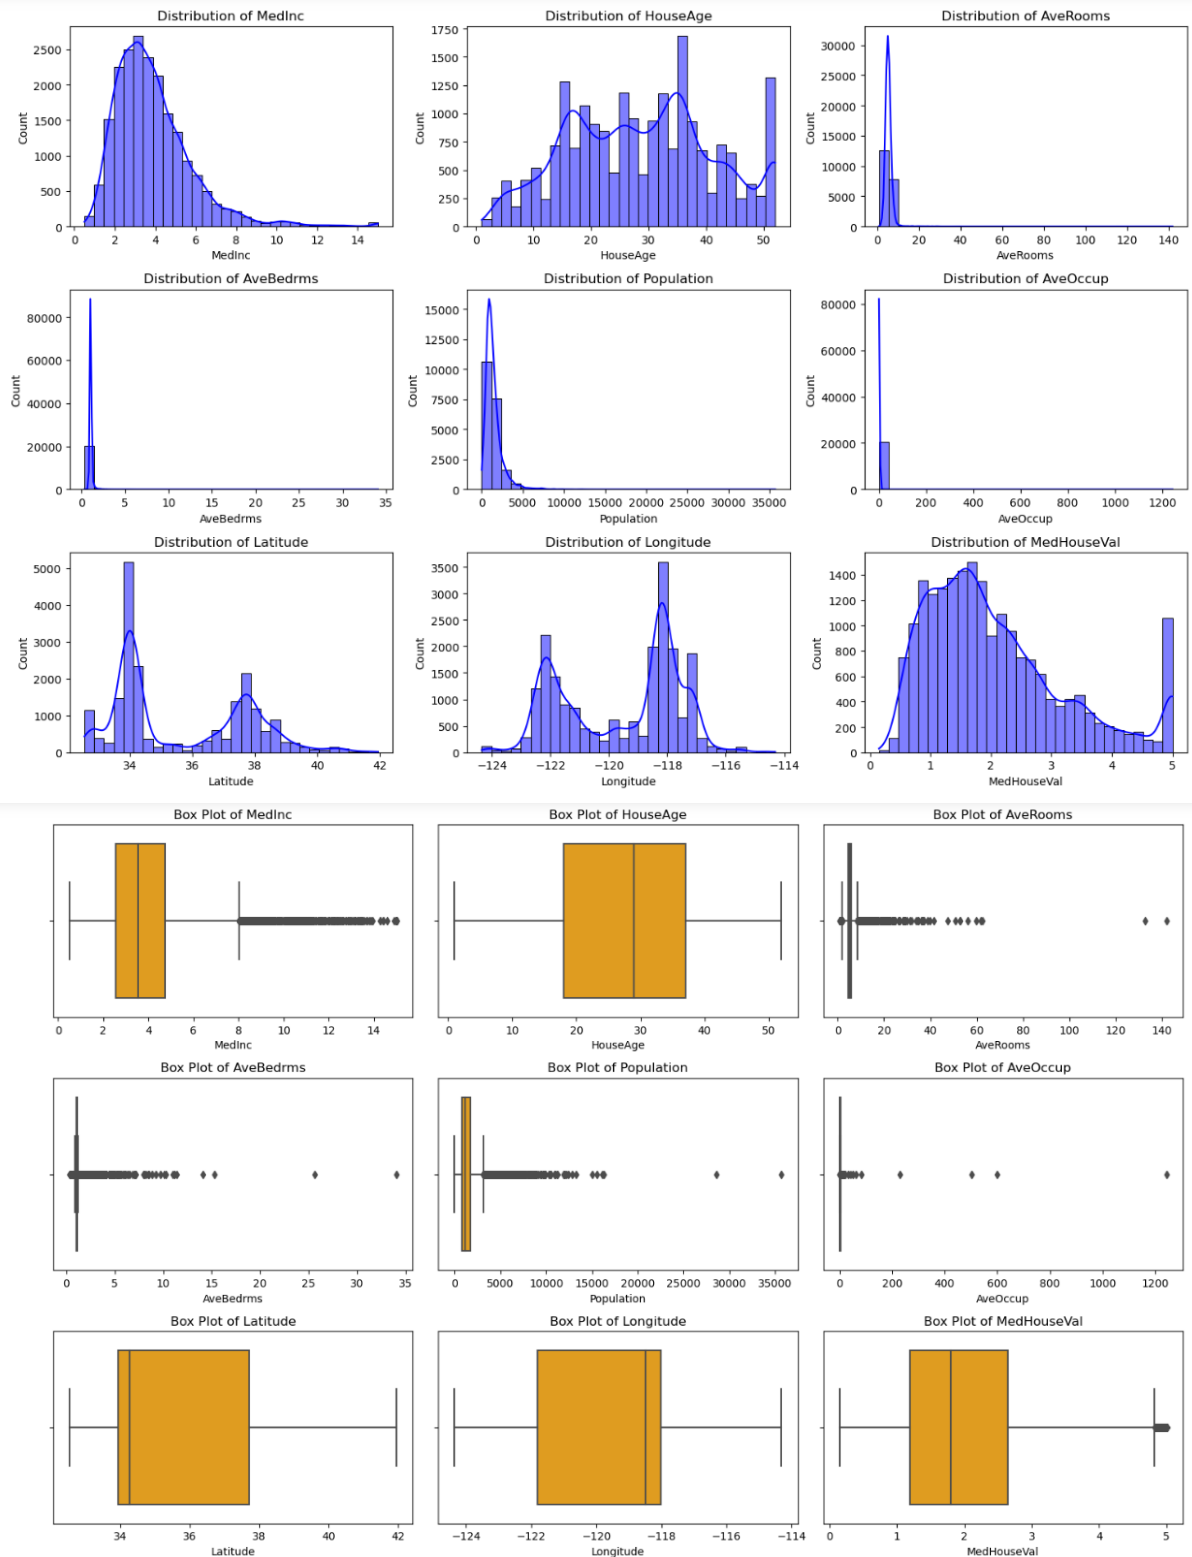 Distribution of MedInc
Distribution of HouseAge
Distribution of AveRooms
Count
2500
2000
1500
1000
500
0
0 2 4 6 8 10 12 14
MedInc
Count
1750
1500
1250
1000
750
500
250
0
0 10 20 30 40 50
HouseAge
Count
30000
25000
20000
15000
10000
5000
0
0 20 40 60 80 100 120 140
AveRooms
Distribution of AveBedrms
Distribution of Population
Distribution of AveOccup
Count
80000
60000
40000
20000
0
0 5 10 15 20 25 30 35
AveBedrms
Count
15000
12500
10000
7500
5000
2500
0
0 5000 10000 15000 20000 25000 30000 35000
Population
Count
80000
60000
40000
20000
0
0 200 400 600 800 1000 1200
AveOccup
Distribution of Latitude
Distribution of Longitude
Distribution of MedHouseVal
Count
5000
4000
3000
2000
1000
0
34 36 38 40 42
Latitude
Count
3500
3000
2500
2000
1500
1000
500
0
−124 −122 −120 −118 −116 −114
Longitude
Count
1400
1200
1000
800
600
400
200
0
0 1 2 3 4 5
MedHouseVal
Box Plot of MedInc
Box Plot of HouseAge
Box Plot of AveRooms
0 2 4 6 8 10 12 14
MedInc
0 10 20 30 40 50
HouseAge
0 20 40 60 80 100 120 140
AveRooms
Box Plot of AveBedrms
Box Plot of Population
Box Plot of AveOccup
0 5 10 15 20 25 30 35
AveBedrms
0 5000 10000 15000 20000 25000 30000 35000
Population
0 200 400 600 800 1000 1200
AveOccup
Box Plot of Latitude
Box Plot of Longitude
Box Plot of MedHouseVal
34 36 38 40 42
Latitude
−124 −122 −120 −118 −116 −114
Longitude
0 1 2 3 4 5
MedHouseVal